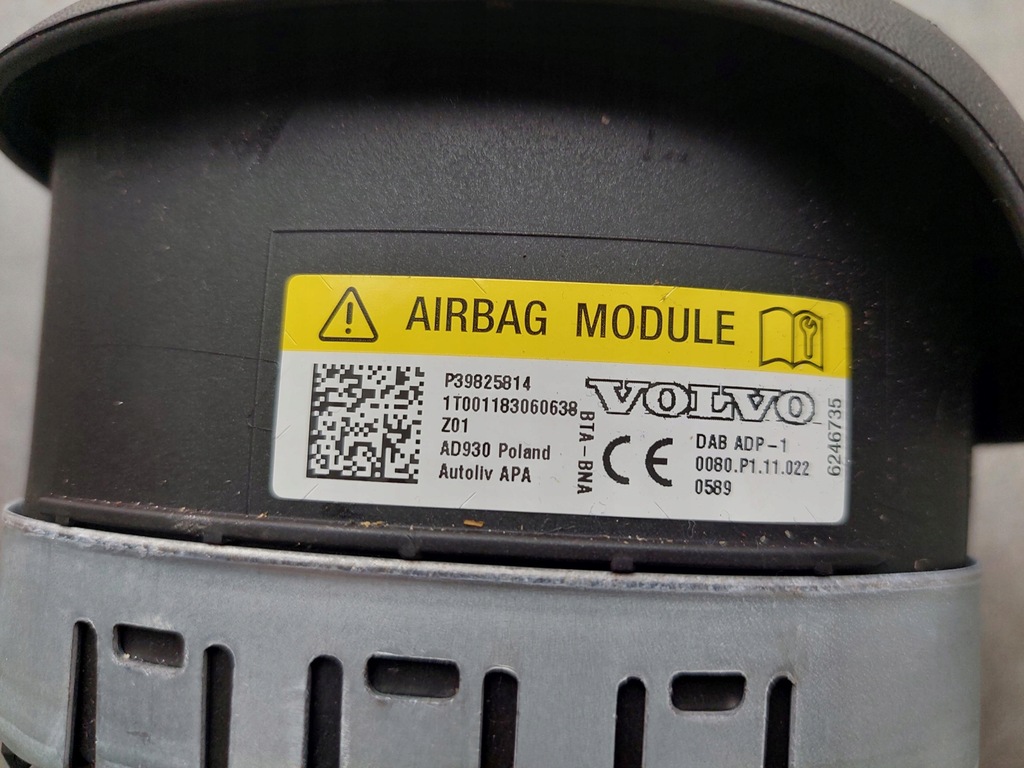 AIRBAG MODULE
P39825814
1T001183060638
Z01
AD930 Poland
Autoliv APA
BTA-BNA
VOLVO
CE
DAB ADP-1
0080.P1.11.022
0589
6246735